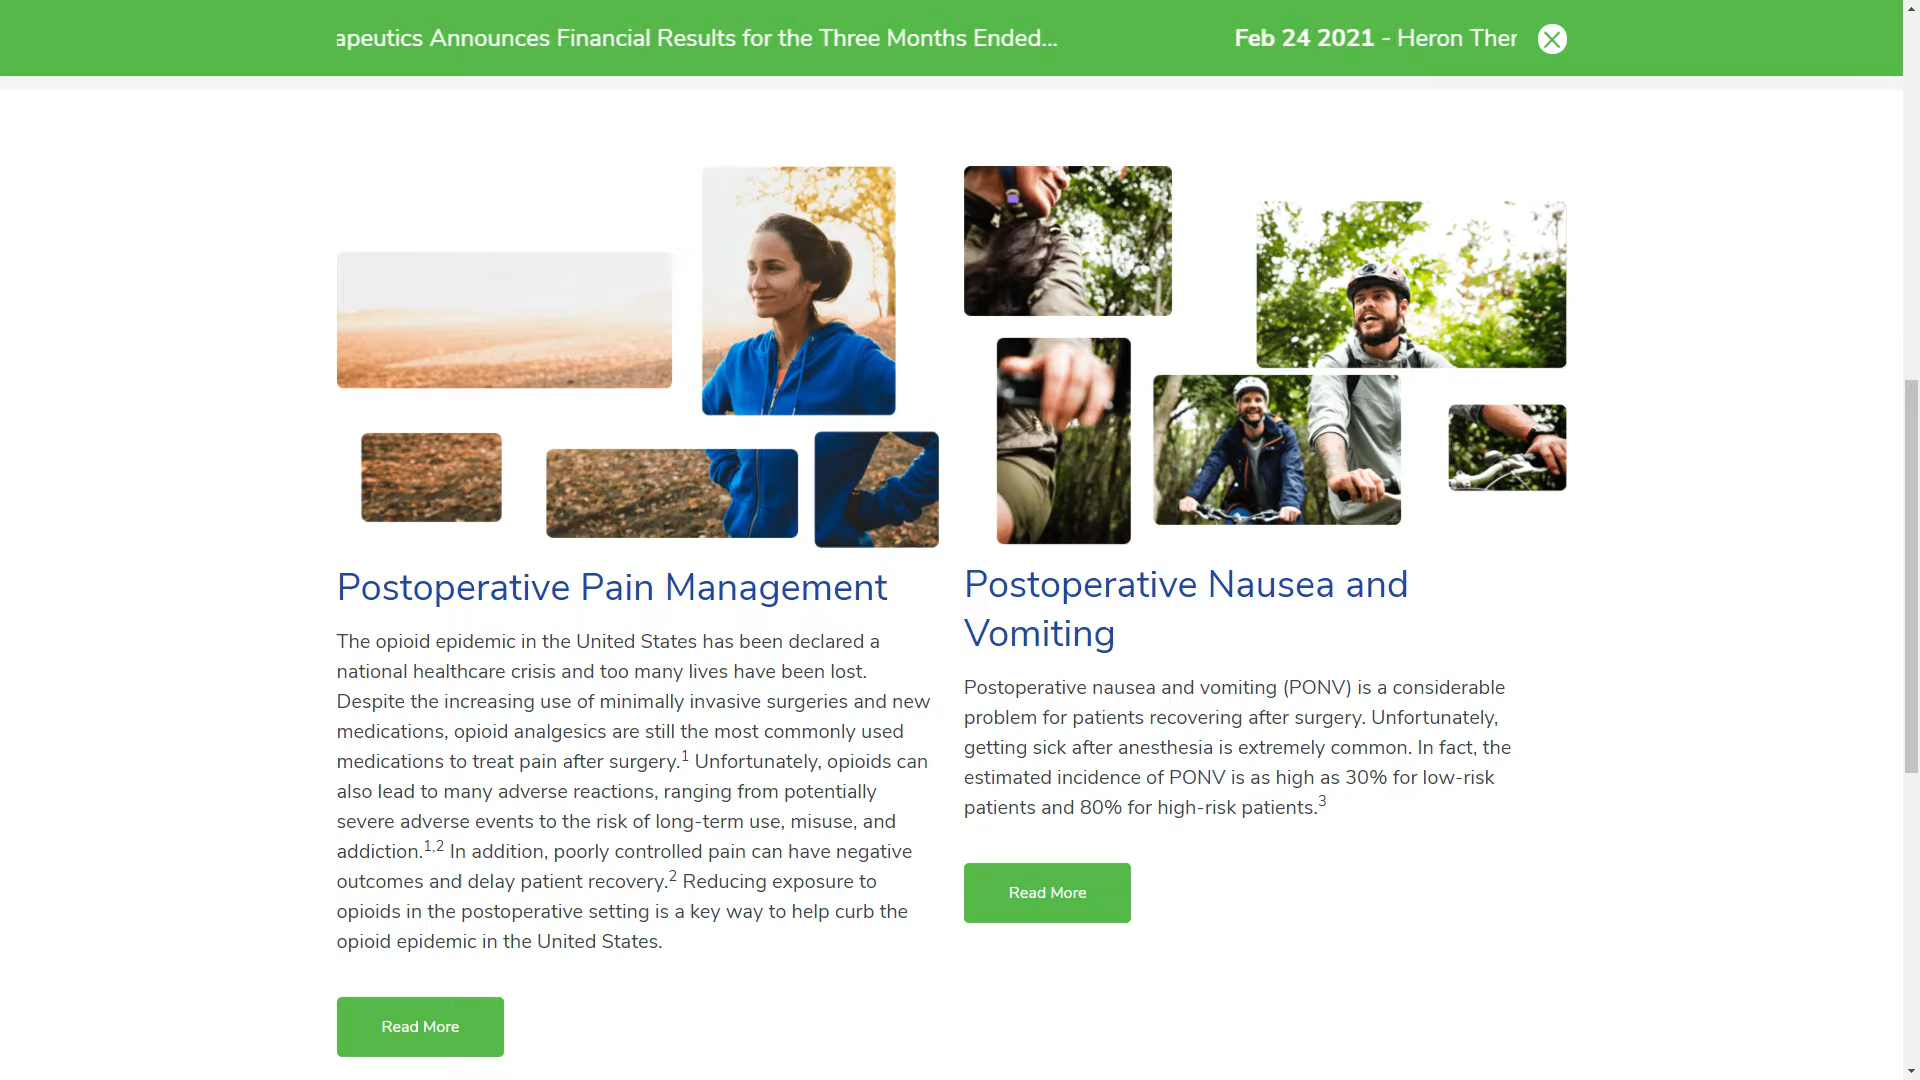 apeutics Announces Financial Results for the Three Months Ended...
Feb 24 2021 - Heron Ther
Postoperative Pain Management
The opioid epidemic in the United States has been declared a
national healthcare crisis and too many lives have been lost.
Despite the increasing use of minimally invasive surgeries and new
medications, opioid analgesics are still the most commonly used
medications to treat pain after surgery.1 Unfortunately, opioids can
also lead to many adverse reactions, ranging from potentially
severe adverse events to the risk of long-term use, misuse, and
addiction.1,2 In addition, poorly controlled pain can have negative
outcomes and delay patient recovery.2 Reducing exposure to
opioids in the postoperative setting is a key way to help curb the
opioid epidemic in the United States.
Read More
Postoperative Nausea and
Vomiting
Postoperative nausea and vomiting (PONV) is a considerable
problem for patients recovering after surgery. Unfortunately,
getting sick after anesthesia is extremely common. In fact, the
estimated incidence of PONV is as high as 30% for low-risk
patients and 80% for high-risk patients.3
Read More